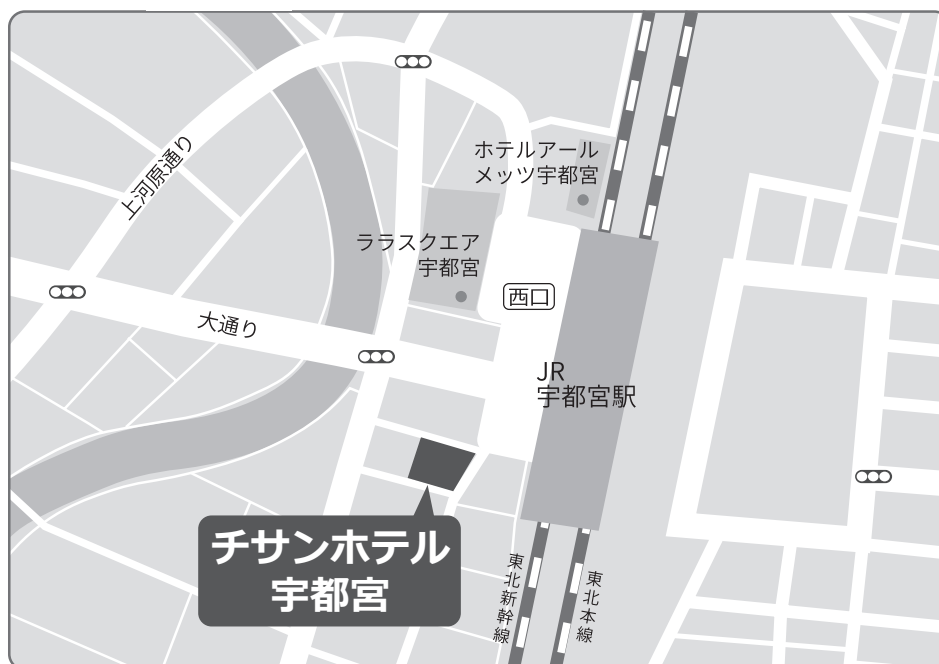 ホテルアール
メッツ宇都宮
上河原通り
ララスクエア
宇都宮
西口
大通り
JR
宇都宮駅
チサンホテル
宇都宮
東北新幹線
東北本線